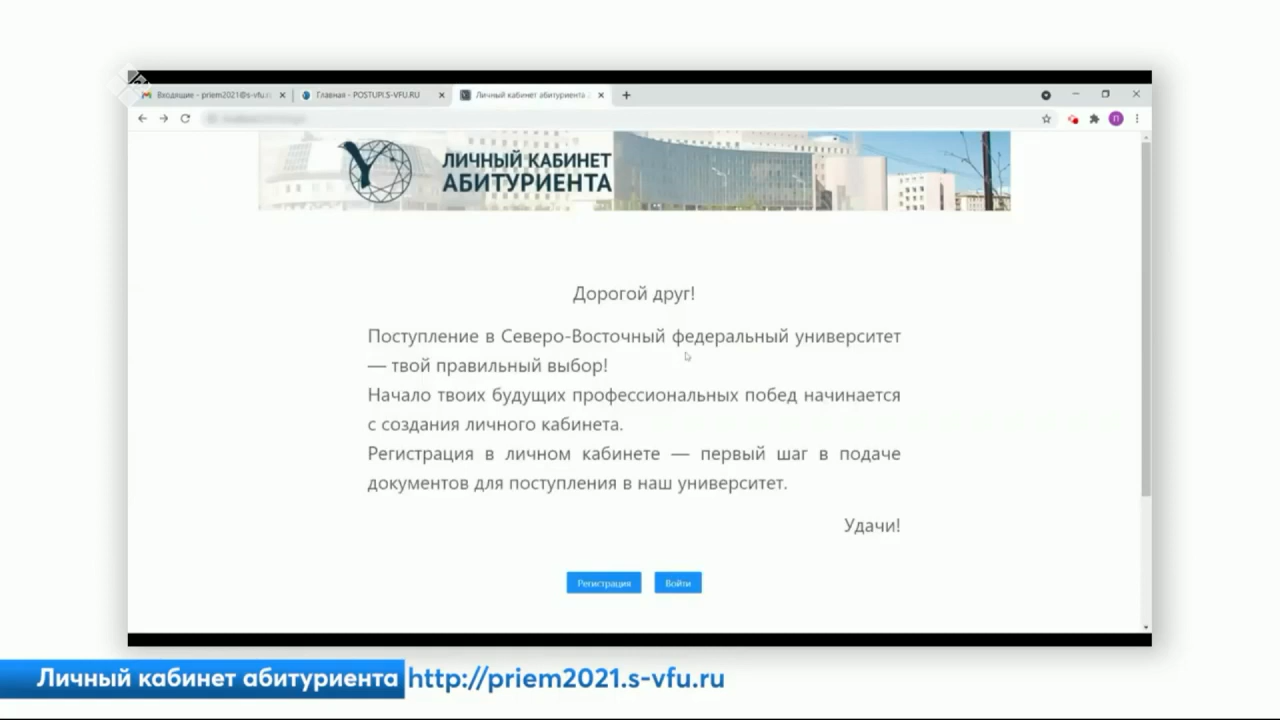 Входящие - priem2021@s-vfu.ru
Главная - POSTUPI.S-VFU.RU
Личный кабинет абитуриента
П
ЛИЧНЫЙ КАБИНЕТ
АБИТУРИЕНТА
Дорогой друг!
Поступление в Северо-Восточный федеральный университет
— твой правильный выбор!
Начало твоих будущих профессиональных побед начинается
с создания личного кабинета.
Регистрация в личном кабинете — первый шаг в подаче
документов для поступления в наш университет.
Удачи!
Регистрация
Войти
Личный кабинет абитуриента http://priem2021.s-vfu.ru